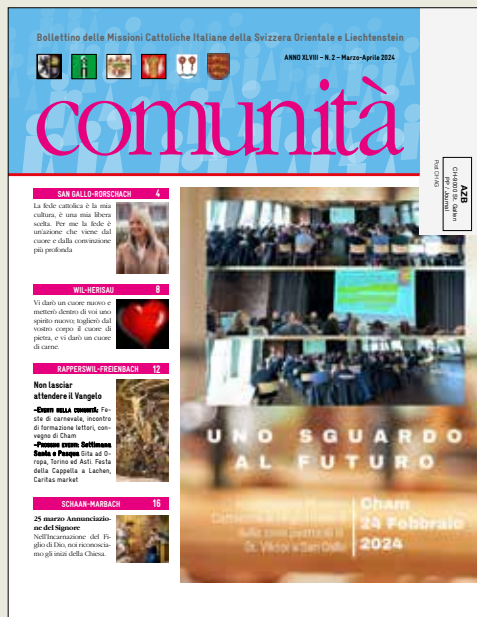 Bollettino delle Missioni Cattoliche Italiane della Svizzera Orientale e Liechtenstein
ANNO XLVIII – N. 2 – Marzo-Aprile 2024
comunità
AZB
CH-9000 St. Gallen
PP / Journal
Post CH AG
SAN GALLO-RORSCHACH 4
La fede cattolica è la mia
cultura, è una mia libera
scelta. Per me la fede è
un'azione che viene dal
cuore e dalla convinzione
più profonda
WIL-HERISAU 8
Vi darò un cuore nuovo e
metterò dentro di voi uno
spirito nuovo; toglierò dal
vostro corpo il cuore di
pietra, e vi darò un cuore
di carne.
RAPPERSWIL-FREIENBACH 12
Non lasciar
attendere il Vangelo
-Eventi della comunità: Fe-
ste di carnevale, incontro
di formazione lettori, con-
vegno di Cham
-Prossimi eventi: Settimana
Santa e Pasqua Gita ad O-
ropa, Torino ed Asti. Festa
della Cappella a Lachen,
Caritas market
SCHAAN-MARBACH 16
25 marzo Annunciazio-
ne del Signore
Nell'Incarnazione del Fi-
glio di Dio, noi riconoscia-
mo gli inizi della Chiesa.
UNO SGUARDO
AL FUTURO
Cham
24 Febbraio
2024